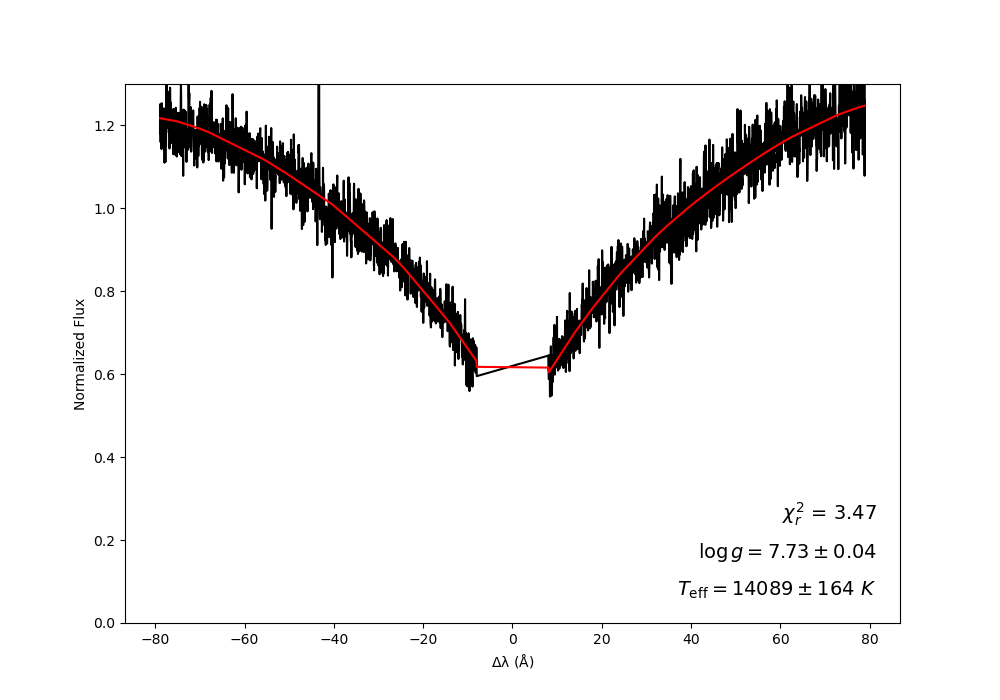 1.2
1.0
0.8
0.6
0.4
0.2
0.0
Normalized Flux
χ²ᵣ = 3.47
log g = 7.73 ± 0.04
T_eff = 14089 ± 164 K
−80 −60 −40 −20 0 20 40 60 80
Δλ (Å)